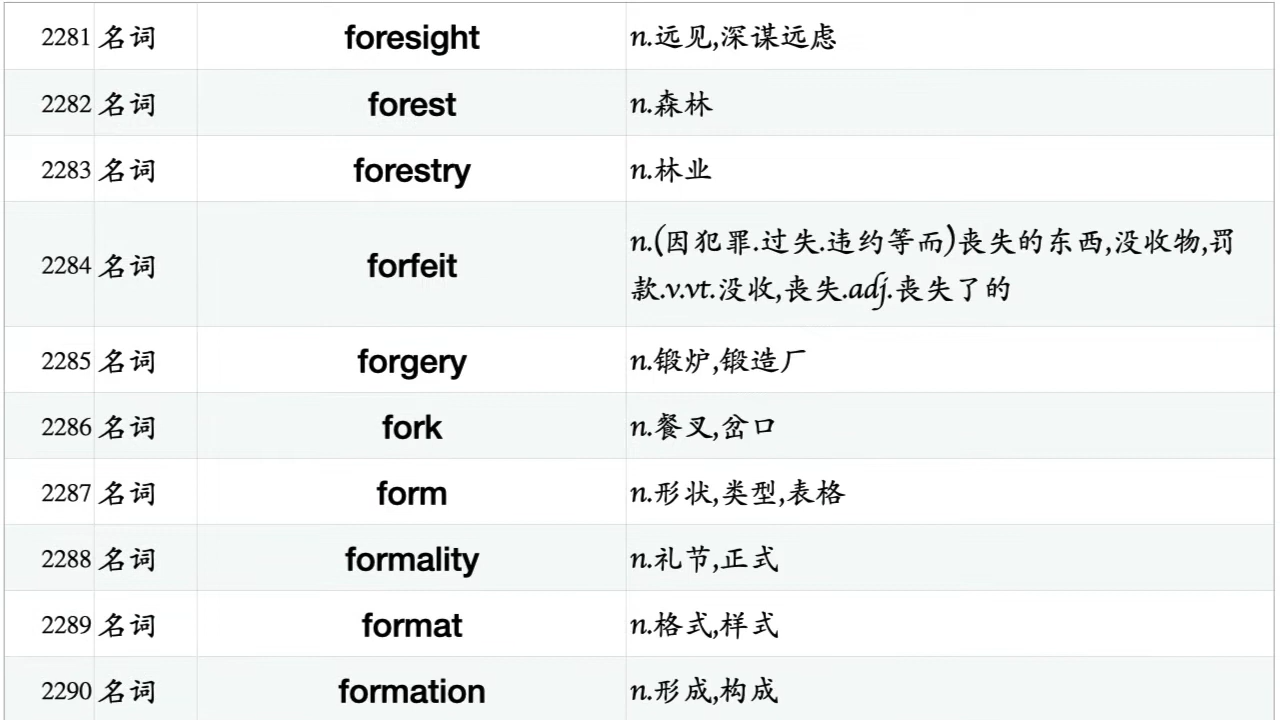 2281 名词 foresight n.远见,深谋远虑
2282 名词 forest n.森林
2283 名词 forestry n.林业
2284 名词 forfeit n.(因犯罪.过失.违约等而)丧失的东西,没收物,罚
款.v.vt.没收,丧失.adj.丧失了的
2285 名词 forgery n.锻炉,锻造厂
2286 名词 fork n.餐叉,岔口
2287 名词 form n.形状,类型,表格
2288 名词 formality n.礼节,正式
2289 名词 format n.格式,样式
2290 名词 formation n.形成,构成